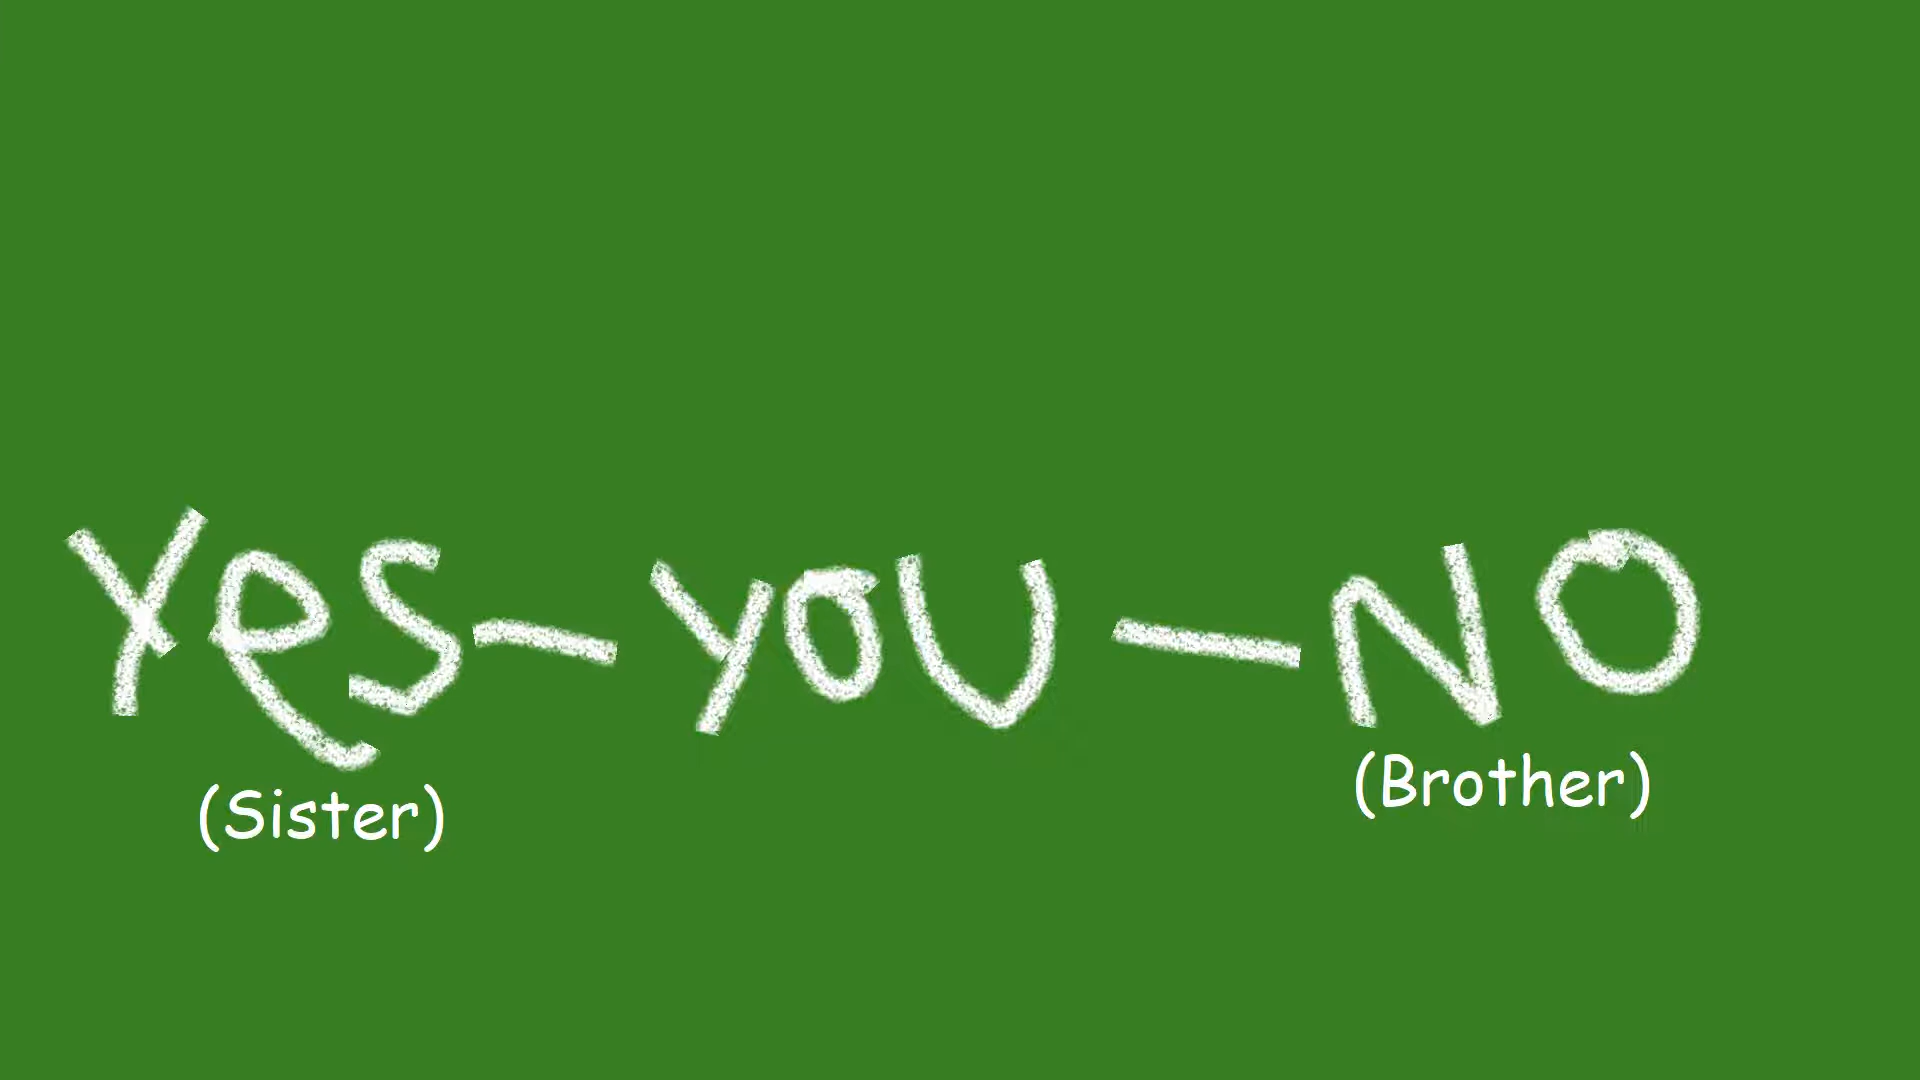 Yes - YOU - NO
(Sister) (Brother)